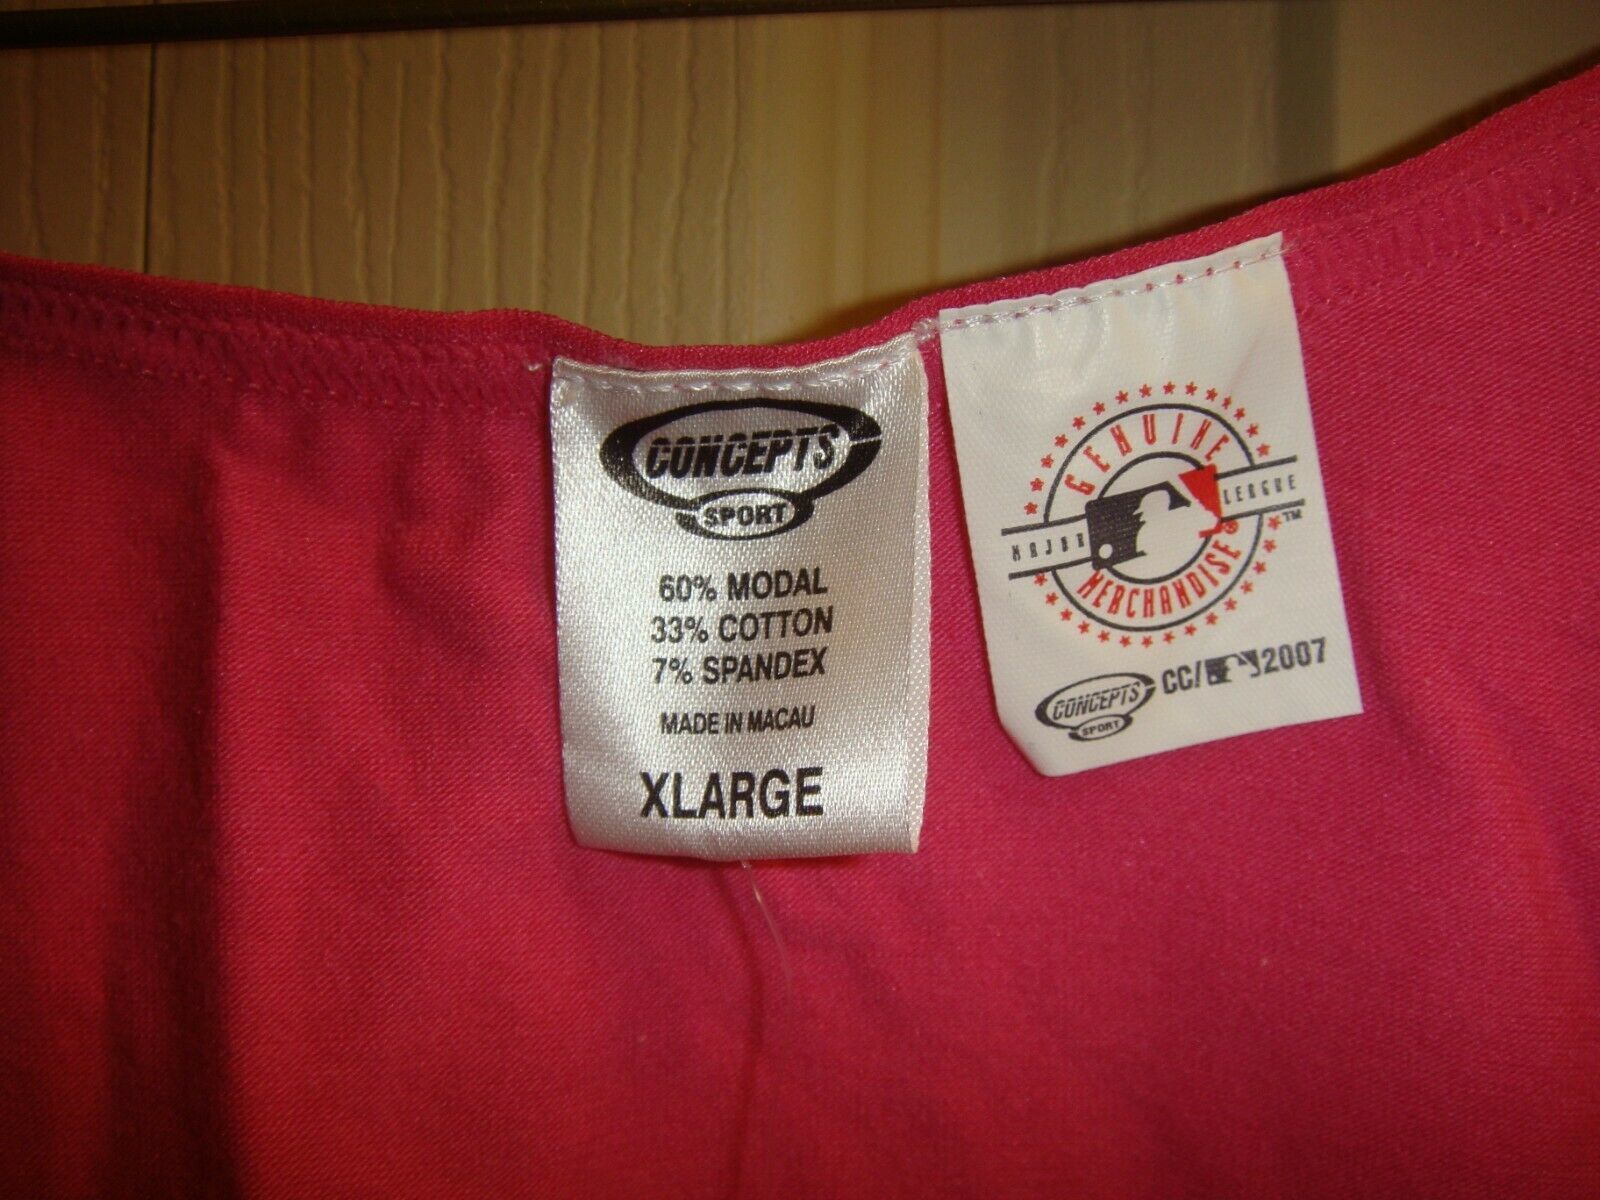 CONCEPTS
SPORT
60% MODAL
33% COTTON
7% SPANDEX
MADE IN MACAU
XLARGE
GENUINE
MAJOR LEAGUE™
MERCHANDISE®
CONCEPTS
SPORT
CC/ 2007